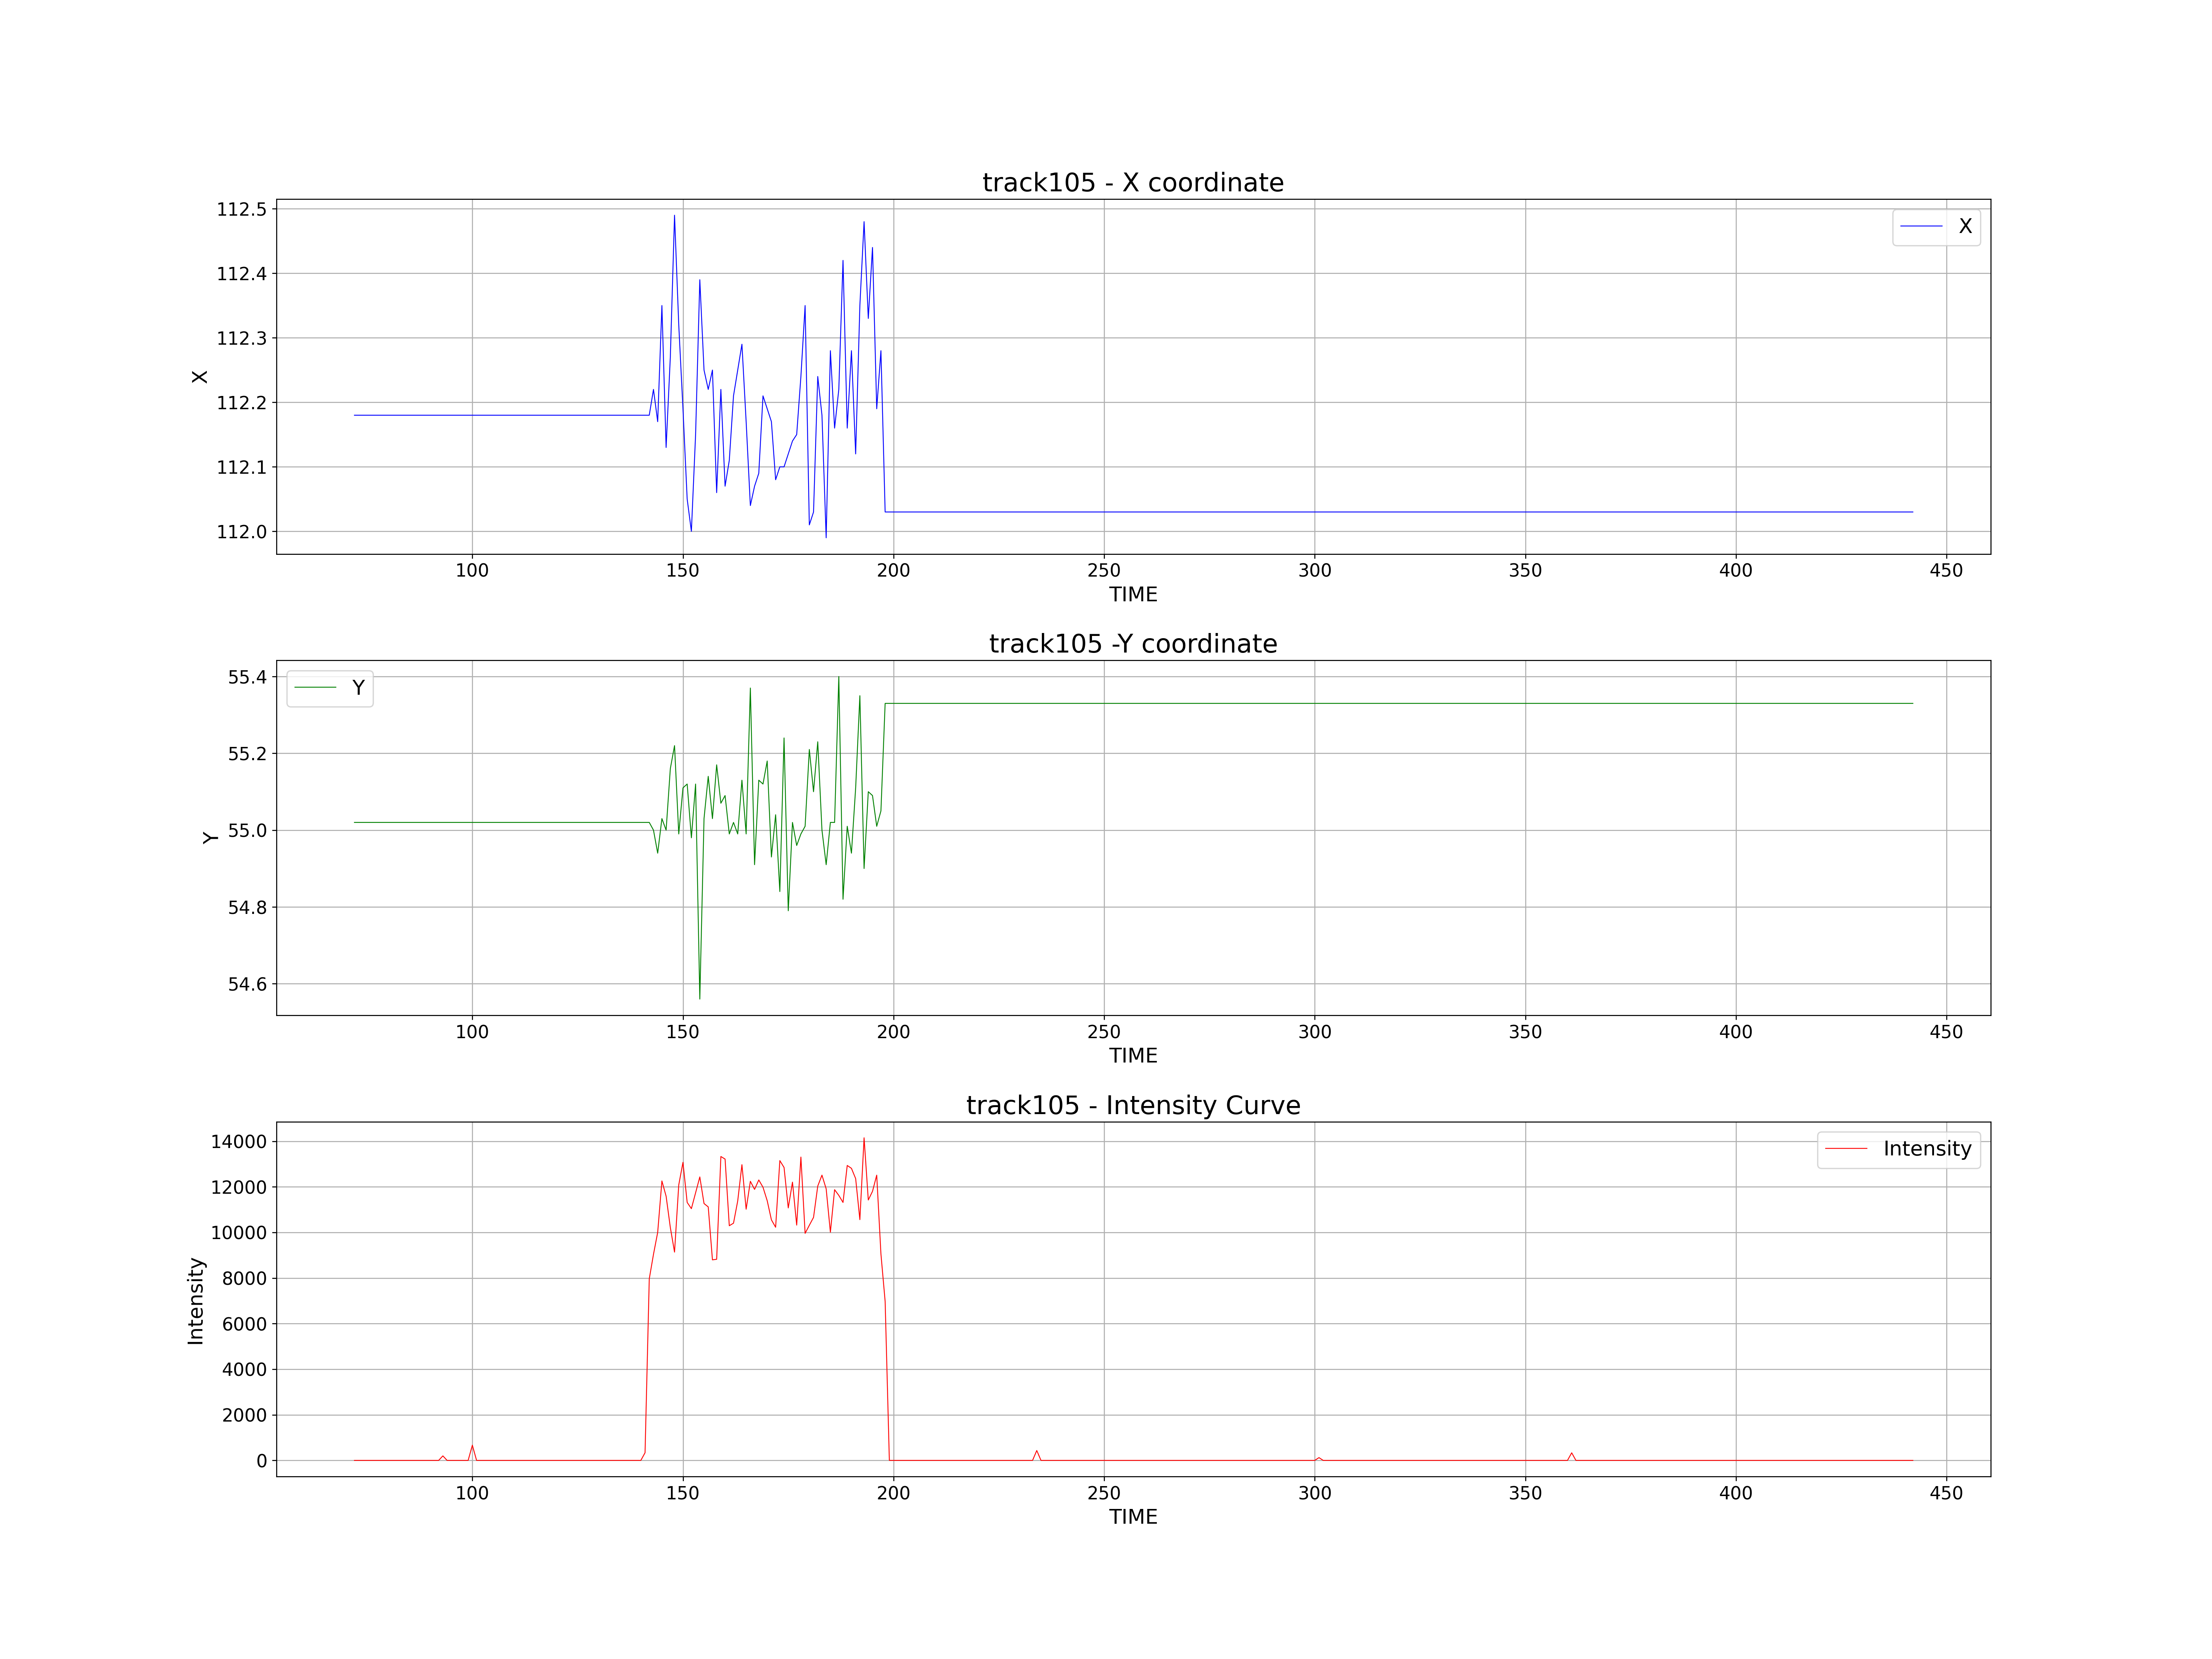 track105 - X coordinate
112.5
X
112.4
112.3
X
112.2
112.1
112.0
100 150 200 250 300 350 400 450
TIME
track105 -Y coordinate
55.4
Y
55.2
Y
55.0
54.8
54.6
100 150 200 250 300 350 400 450
TIME
track105 - Intensity Curve
14000
Intensity
12000
10000
Intensity
8000
6000
4000
2000
0
100 150 200 250 300 350 400 450
TIME